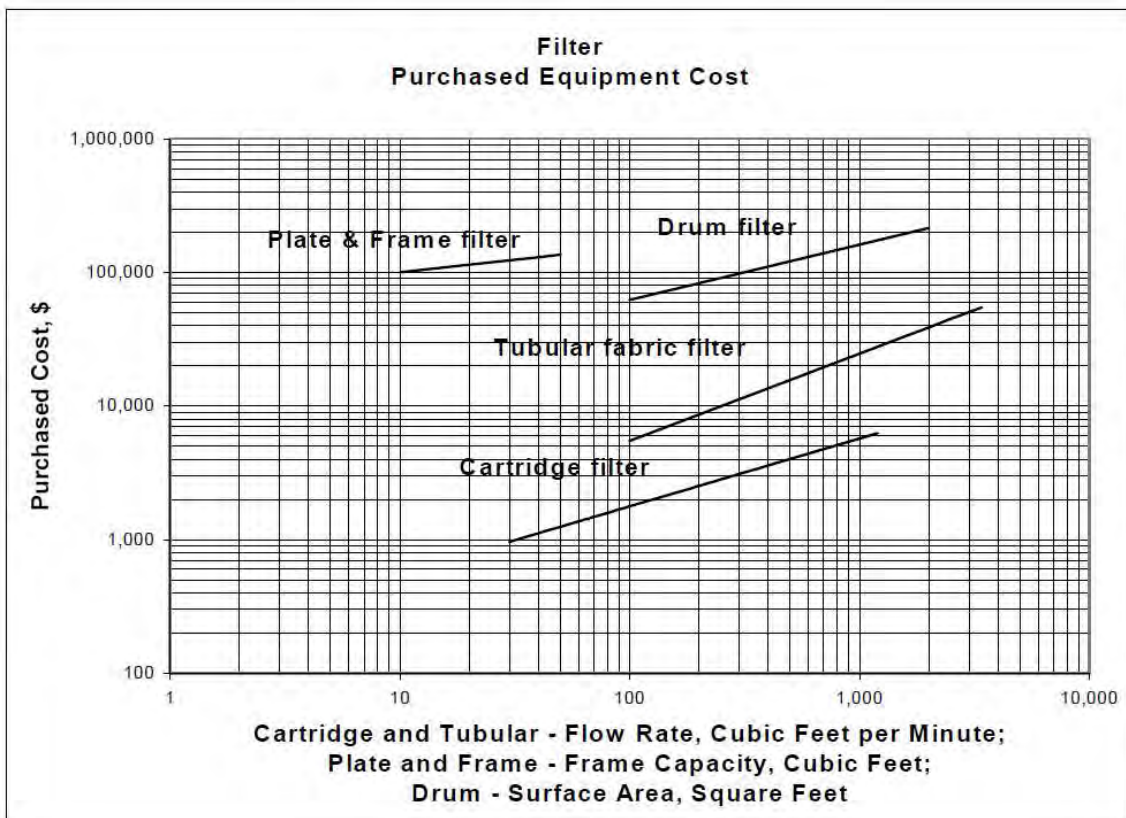 Filter
Purchased Equipment Cost
1,000,000
100,000
10,000
1,000
100
Purchased Cost, $
Plate & Frame filter
Drum filter
Tubular fabric filter
Cartridge filter
1
10
100
1,000
10,000
Cartridge and Tubular - Flow Rate, Cubic Feet per Minute;
Plate and Frame - Frame Capacity, Cubic Feet;
Drum - Surface Area, Square Feet